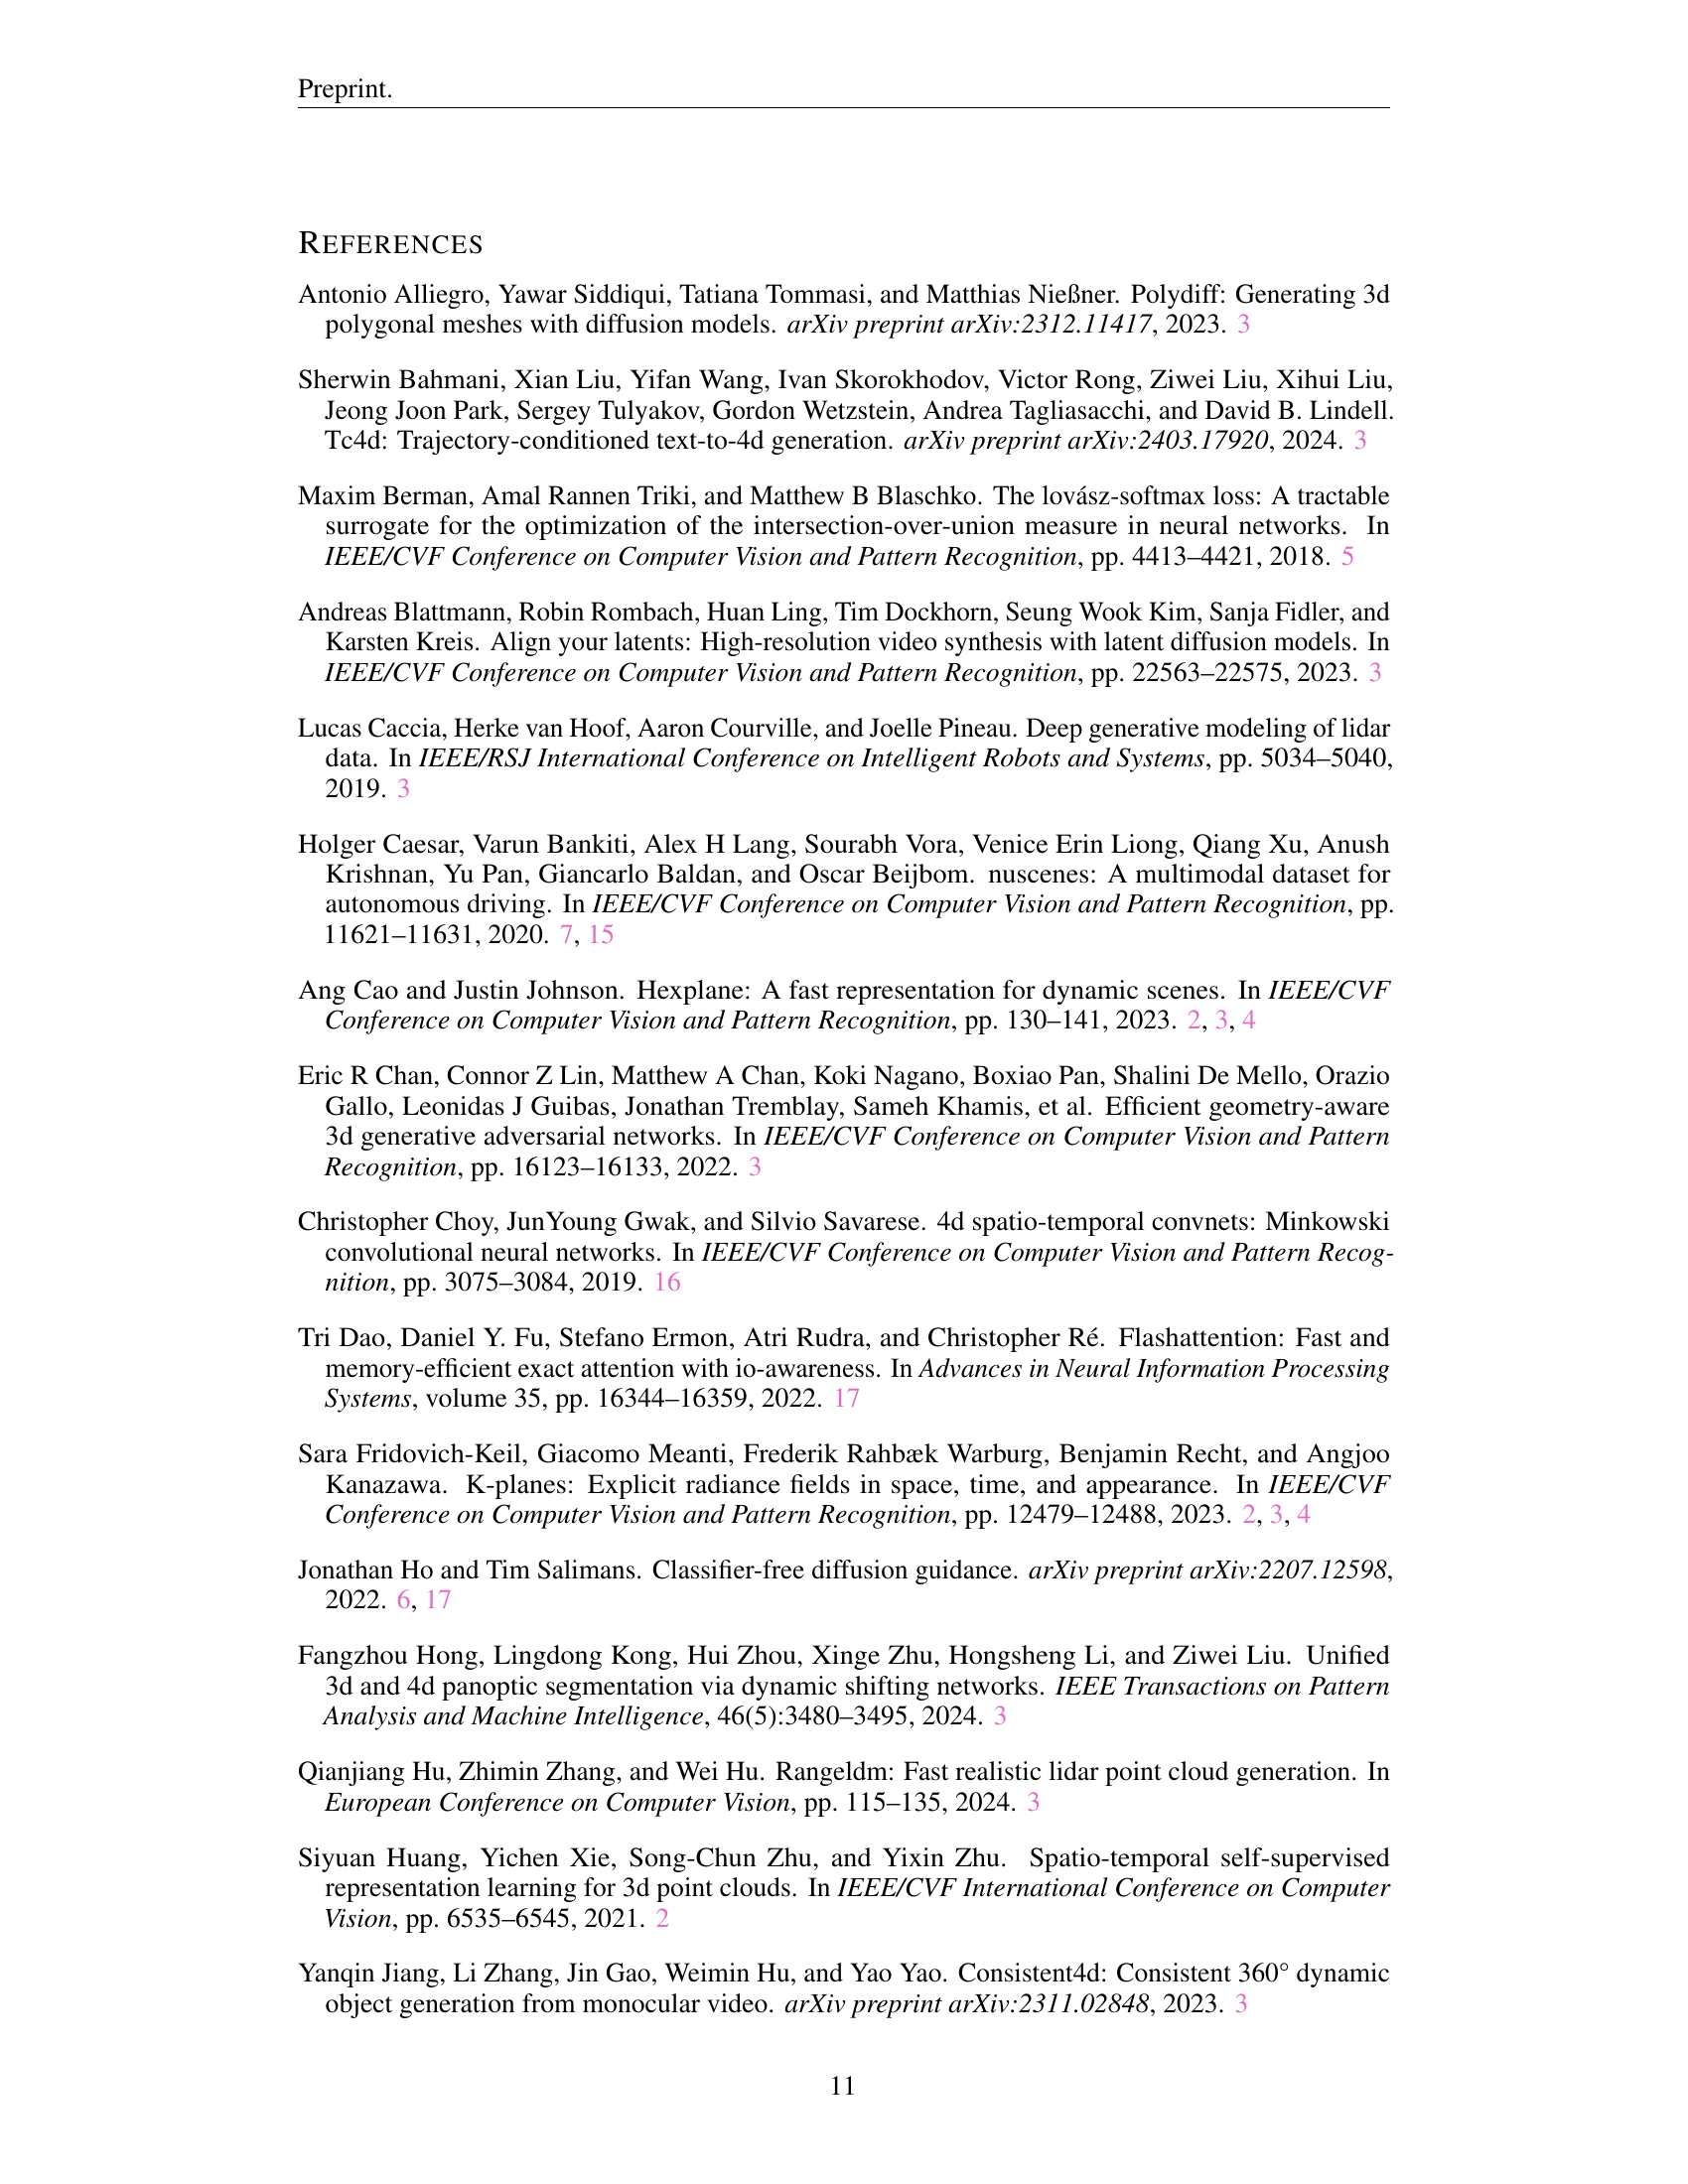 Preprint.
REFERENCES
Antonio Alliegro, Yawar Siddiqui, Tatiana Tommasi, and Matthias Nießner. Polydiff: Generating 3d
polygonal meshes with diffusion models. arXiv preprint arXiv:2312.11417, 2023. 3
Sherwin Bahmani, Xian Liu, Yifan Wang, Ivan Skorokhodov, Victor Rong, Ziwei Liu, Xihui Liu,
Jeong Joon Park, Sergey Tulyakov, Gordon Wetzstein, Andrea Tagliasacchi, and David B. Lindell.
Tc4d: Trajectory-conditioned text-to-4d generation. arXiv preprint arXiv:2403.17920, 2024. 3
Maxim Berman, Amal Rannen Triki, and Matthew B Blaschko. The lovász-softmax loss: A tractable
surrogate for the optimization of the intersection-over-union measure in neural networks. In
IEEE/CVF Conference on Computer Vision and Pattern Recognition, pp. 4413–4421, 2018. 5
Andreas Blattmann, Robin Rombach, Huan Ling, Tim Dockhorn, Seung Wook Kim, Sanja Fidler, and
Karsten Kreis. Align your latents: High-resolution video synthesis with latent diffusion models. In
IEEE/CVF Conference on Computer Vision and Pattern Recognition, pp. 22563–22575, 2023. 3
Lucas Caccia, Herke van Hoof, Aaron Courville, and Joelle Pineau. Deep generative modeling of lidar
data. In IEEE/RSJ International Conference on Intelligent Robots and Systems, pp. 5034–5040,
2019. 3
Holger Caesar, Varun Bankiti, Alex H Lang, Sourabh Vora, Venice Erin Liong, Qiang Xu, Anush
Krishnan, Yu Pan, Giancarlo Baldan, and Oscar Beijbom. nuscenes: A multimodal dataset for
autonomous driving. In IEEE/CVF Conference on Computer Vision and Pattern Recognition, pp.
11621–11631, 2020. 7, 15
Ang Cao and Justin Johnson. Hexplane: A fast representation for dynamic scenes. In IEEE/CVF
Conference on Computer Vision and Pattern Recognition, pp. 130–141, 2023. 2, 3, 4
Eric R Chan, Connor Z Lin, Matthew A Chan, Koki Nagano, Boxiao Pan, Shalini De Mello, Orazio
Gallo, Leonidas J Guibas, Jonathan Tremblay, Sameh Khamis, et al. Efficient geometry-aware
3d generative adversarial networks. In IEEE/CVF Conference on Computer Vision and Pattern
Recognition, pp. 16123–16133, 2022. 3
Christopher Choy, JunYoung Gwak, and Silvio Savarese. 4d spatio-temporal convnets: Minkowski
convolutional neural networks. In IEEE/CVF Conference on Computer Vision and Pattern Recog-
nition, pp. 3075–3084, 2019. 16
Tri Dao, Daniel Y. Fu, Stefano Ermon, Atri Rudra, and Christopher Ré. Flashattention: Fast and
memory-efficient exact attention with io-awareness. In Advances in Neural Information Processing
Systems, volume 35, pp. 16344–16359, 2022. 17
Sara Fridovich-Keil, Giacomo Meanti, Frederik Rahbæk Warburg, Benjamin Recht, and Angjoo
Kanazawa. K-planes: Explicit radiance fields in space, time, and appearance. In IEEE/CVF
Conference on Computer Vision and Pattern Recognition, pp. 12479–12488, 2023. 2, 3, 4
Jonathan Ho and Tim Salimans. Classifier-free diffusion guidance. arXiv preprint arXiv:2207.12598,
2022. 6, 17
Fangzhou Hong, Lingdong Kong, Hui Zhou, Xinge Zhu, Hongsheng Li, and Ziwei Liu. Unified
3d and 4d panoptic segmentation via dynamic shifting networks. IEEE Transactions on Pattern
Analysis and Machine Intelligence, 46(5):3480–3495, 2024. 3
Qianjiang Hu, Zhimin Zhang, and Wei Hu. Rangeldm: Fast realistic lidar point cloud generation. In
European Conference on Computer Vision, pp. 115–135, 2024. 3
Siyuan Huang, Yichen Xie, Song-Chun Zhu, and Yixin Zhu. Spatio-temporal self-supervised
representation learning for 3d point clouds. In IEEE/CVF International Conference on Computer
Vision, pp. 6535–6545, 2021. 2
Yanqin Jiang, Li Zhang, Jin Gao, Weimin Hu, and Yao Yao. Consistent4d: Consistent 360° dynamic
object generation from monocular video. arXiv preprint arXiv:2311.02848, 2023. 3
11